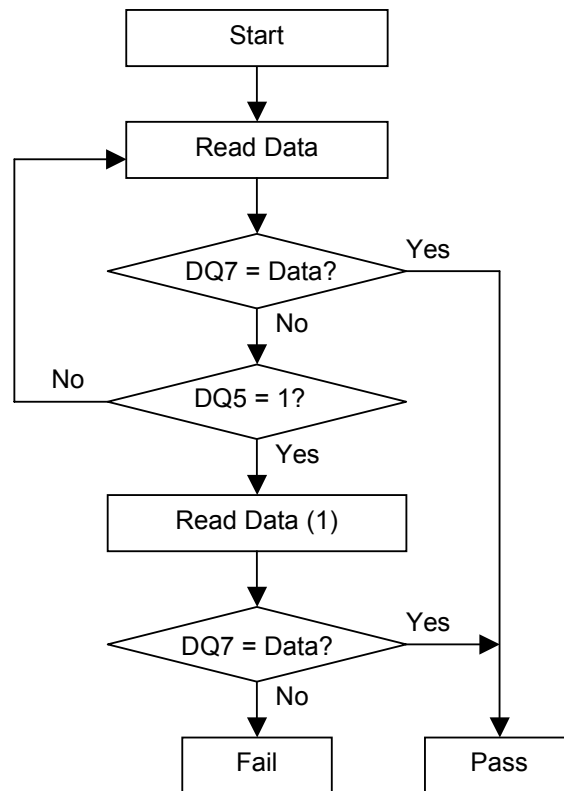 Start
Read Data
DQ7 = Data?
Yes
No
DQ5 = 1?
No
Yes
Read Data (1)
DQ7 = Data?
Yes
No
Fail
Pass